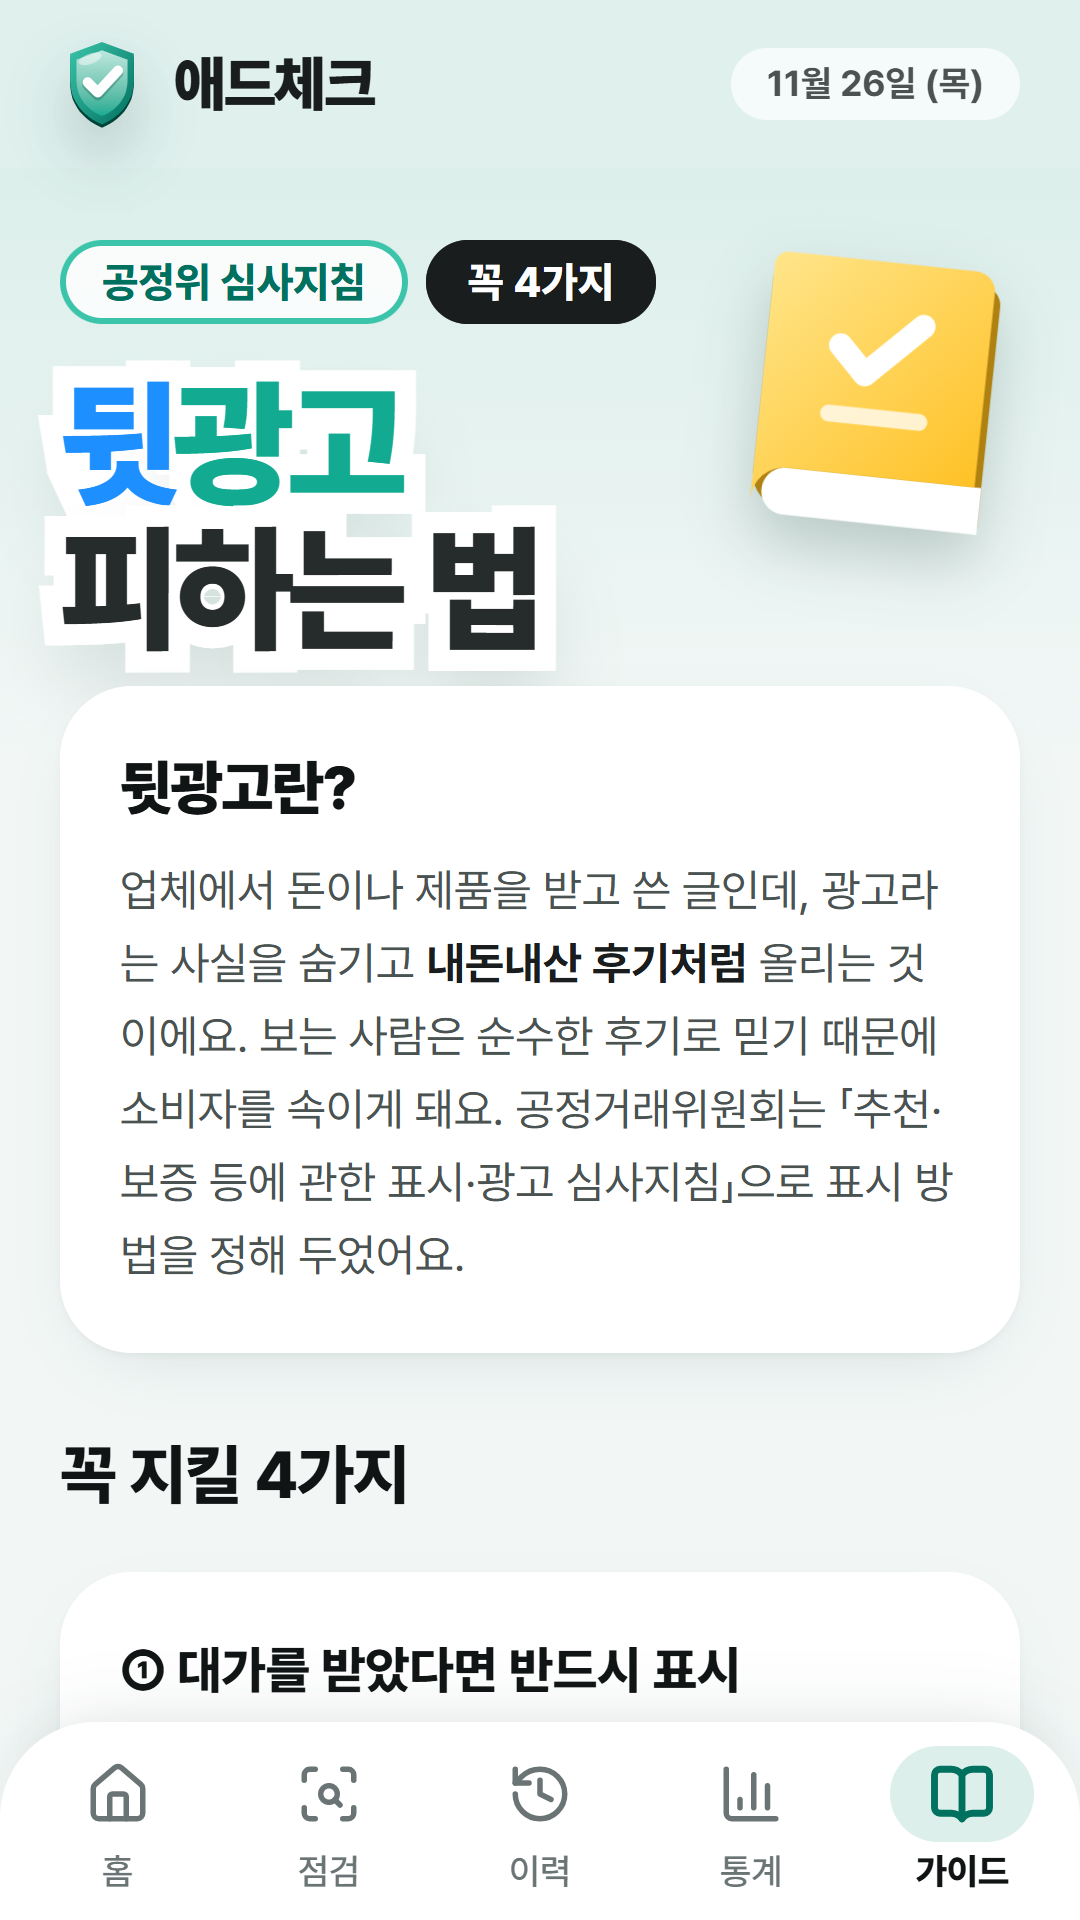 애드체크
11월 26일 (목)
공정위 심사지침
꼭 4가지
뒷광고
피하는 법
뒷광고란?
업체에서 돈이나 제품을 받고 쓴 글인데, 광고라
는 사실을 숨기고 내돈내산 후기처럼 올리는 것
이에요. 보는 사람은 순수한 후기로 믿기 때문에
소비자를 속이게 돼요. 공정거래위원회는 「추천·
보증 등에 관한 표시·광고 심사지침」으로 표시 방
법을 정해 두었어요.
꼭 지킬 4가지
① 대가를 받았다면 반드시 표시
홈
점검
이력
통계
가이드